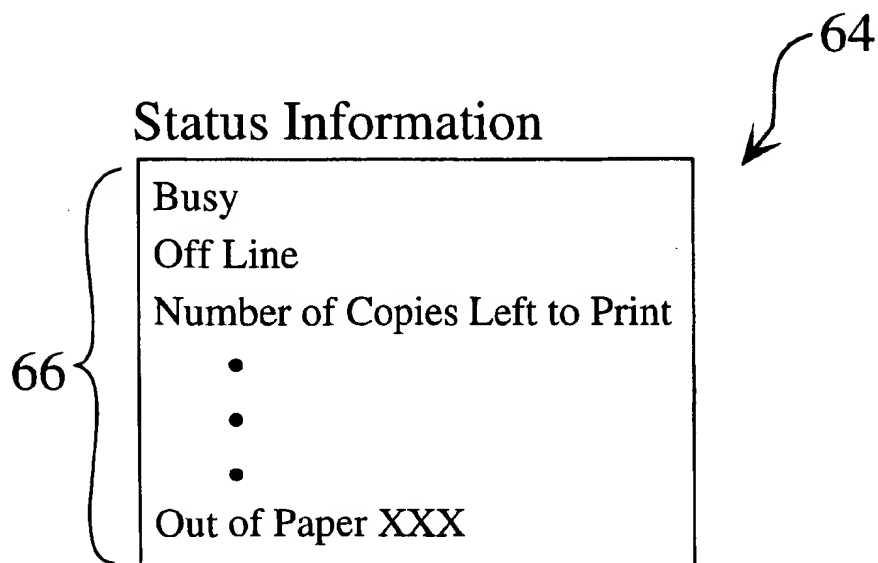 64
Status Information
Busy
Off Line
Number of Copies Left to Print
66
•
•
•
Out of Paper XXX